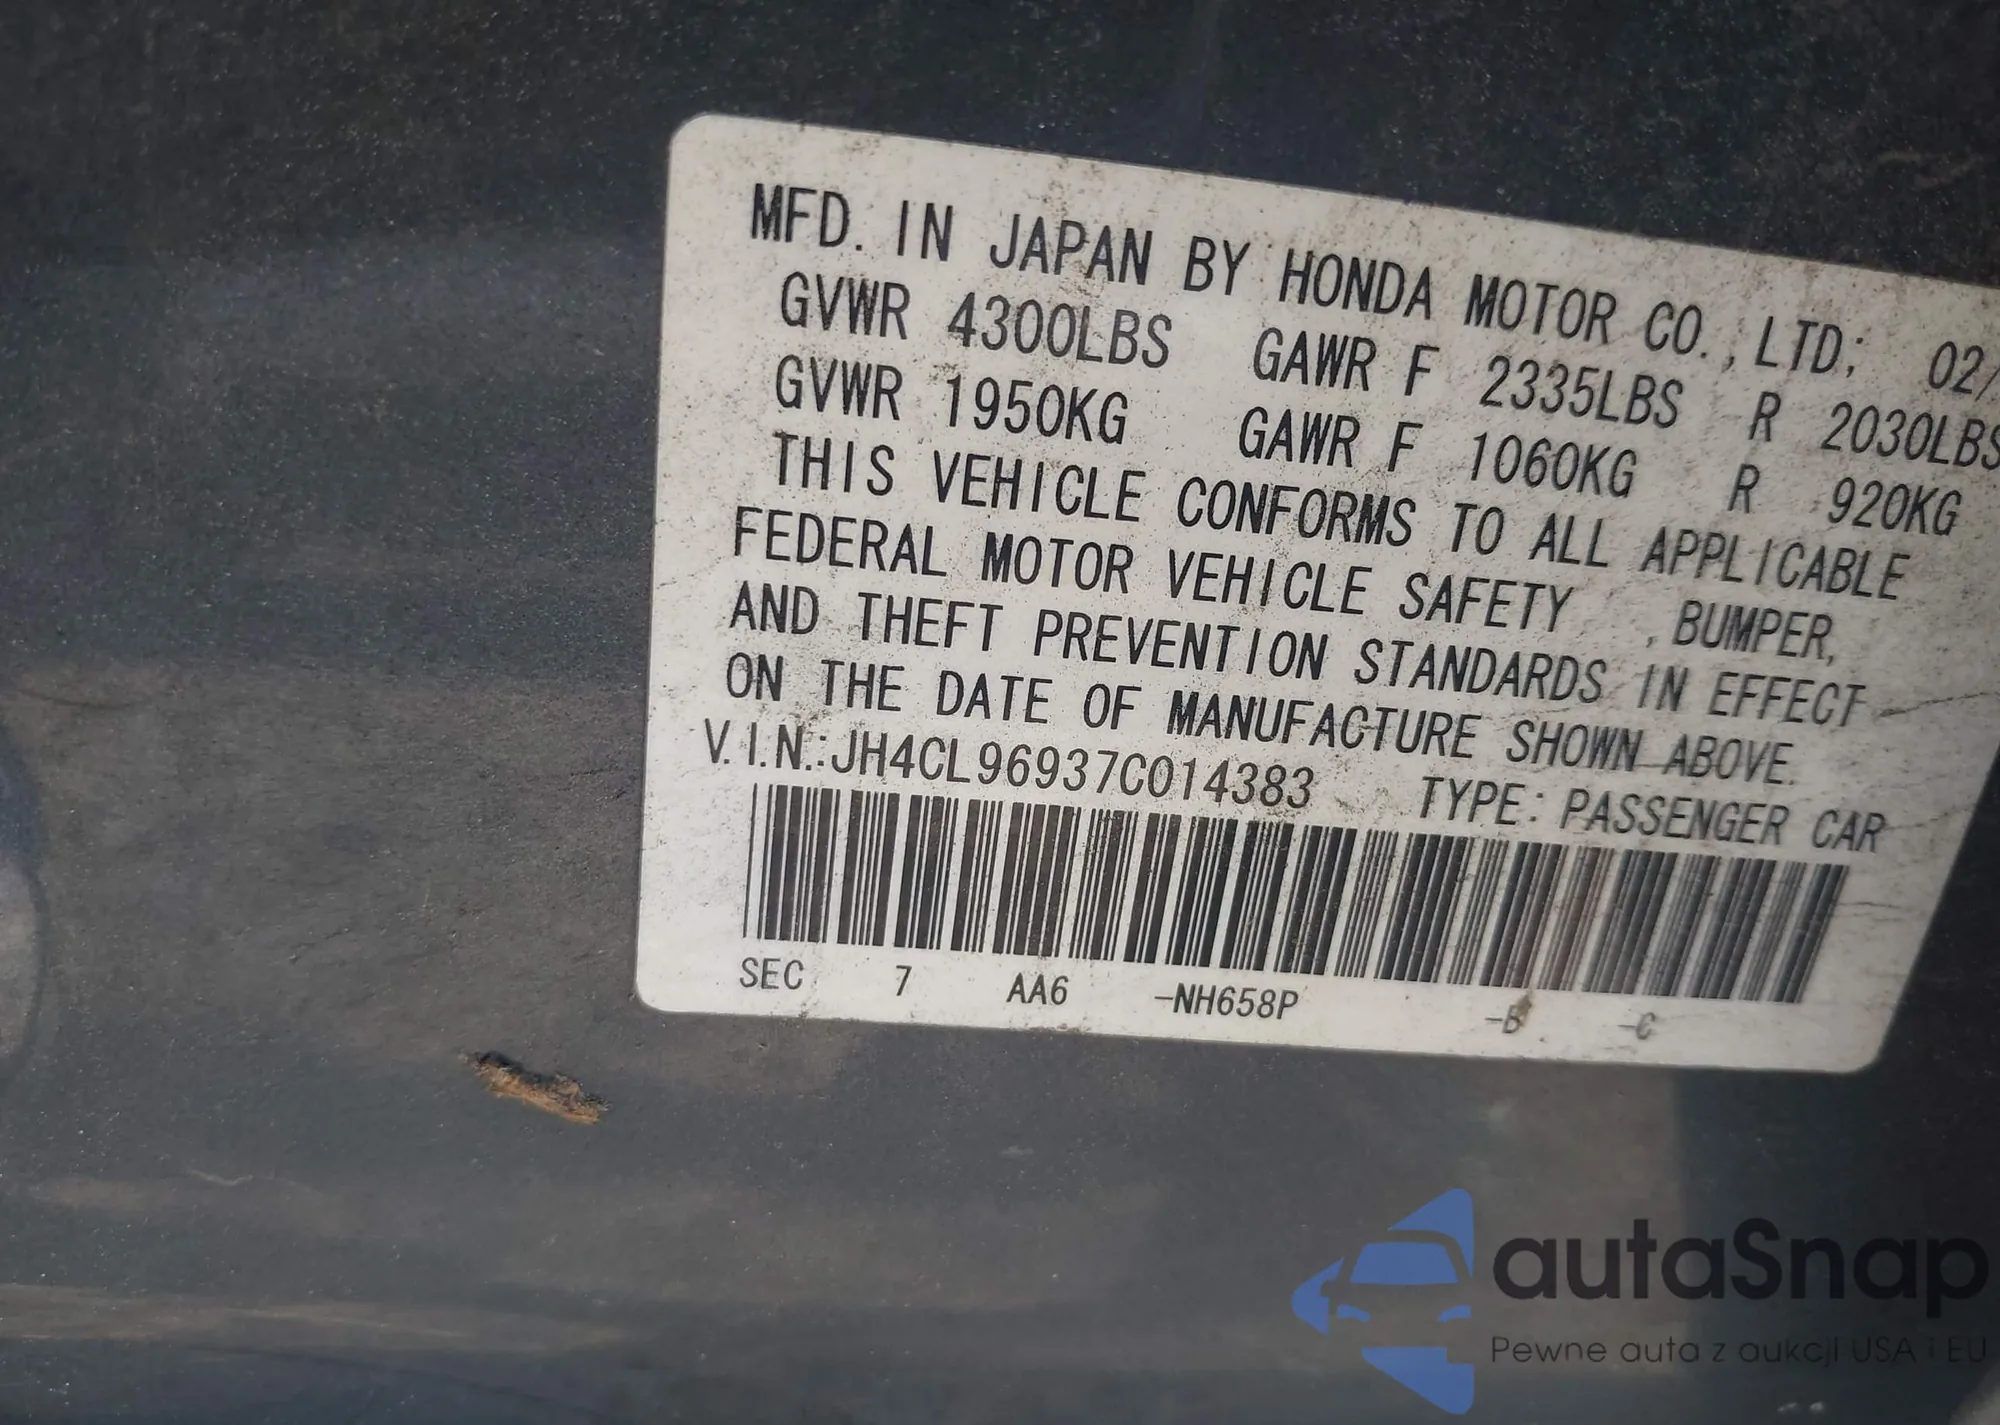 MFD. IN JAPAN BY HONDA MOTOR CO., LTD; 02/
GVWR 4300LBS GAWR F 2335LBS R 2030LBS
GVWR 1950KG GAWR F 1060KG R 920KG
THIS VEHICLE CONFORMS TO ALL APPLICABLE
FEDERAL MOTOR VEHICLE SAFETY , BUMPER,
AND THEFT PREVENTION STANDARDS IN EFFECT
ON THE DATE OF MANUFACTURE SHOWN ABOVE.
V.I.N.:JH4CL96937C014383 TYPE: PASSENGER CAR
SEC 7 AA6 -NH658P -B -C
autaSnap
Pewne auta z aukcji USA i EU